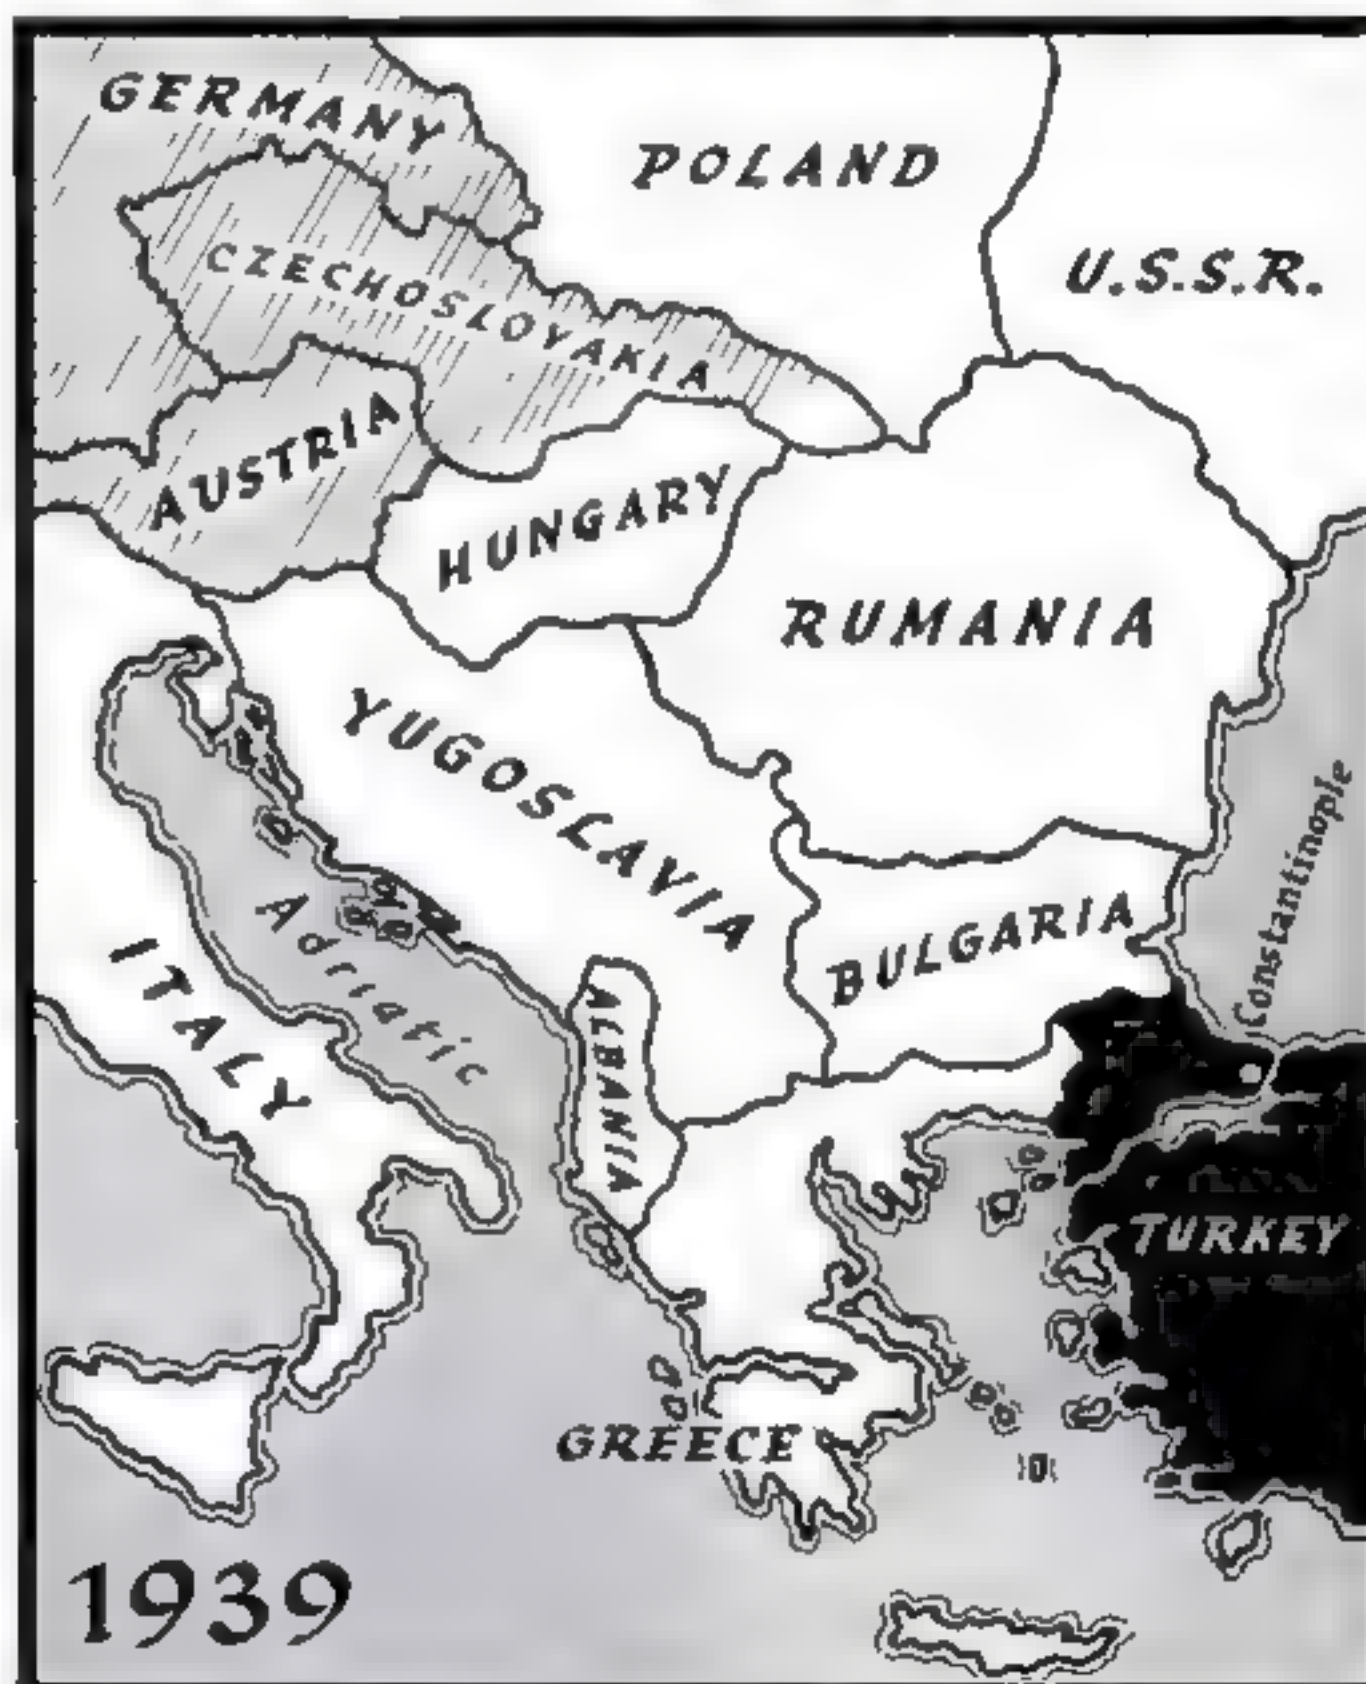 GERMANY
POLAND
U.S.S.R.
CZECHOSLOVAKIA
AUSTRIA
HUNGARY
RUMANIA
YUGOSLAVIA
Constantinople
BULGARIA
Adriatic
ITALY
ALBANIA
TURKEY
GREECE
1939